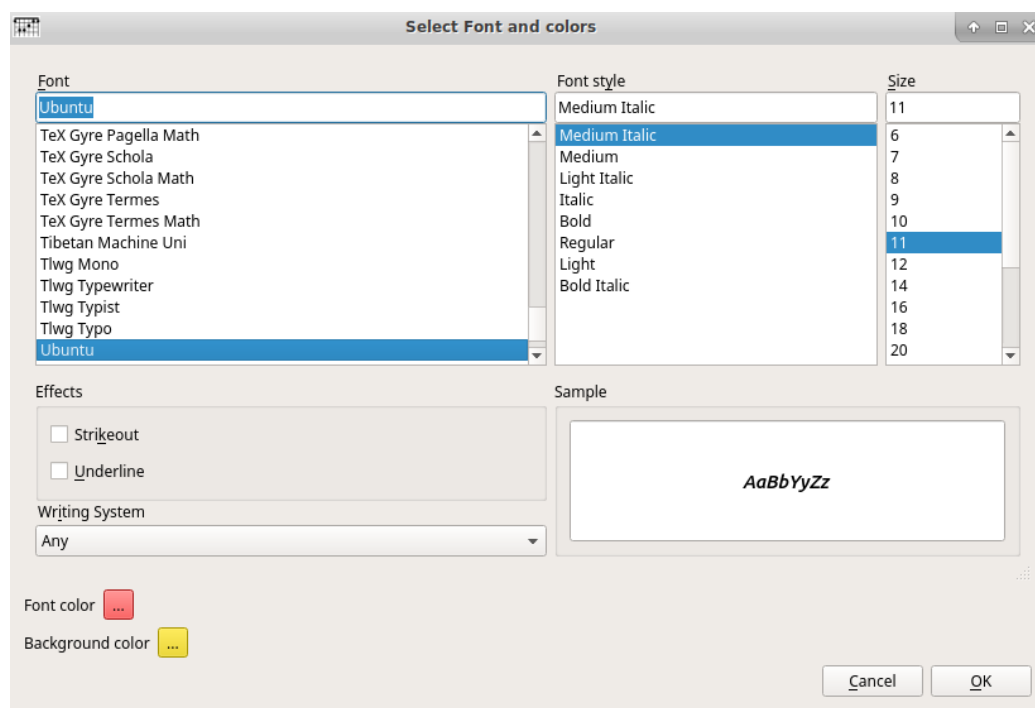 Select Font and colors
Font
Ubuntu
TeX Gyre Pagella Math
TeX Gyre Schola
TeX Gyre Schola Math
TeX Gyre Termes
TeX Gyre Termes Math
Tibetan Machine Uni
Tlwg Mono
Tlwg Typewriter
Tlwg Typist
Tlwg Typo
Ubuntu
Font style
Medium Italic
Medium Italic
Medium
Light Italic
Italic
Bold
Regular
Light
Bold Italic
Size
11
6
7
8
9
10
11
12
14
16
18
20
Effects
Strikeout
Underline
Sample
AaBbYyZz
Writing System
Any
Font color ...
Background color ...
Cancel
OK